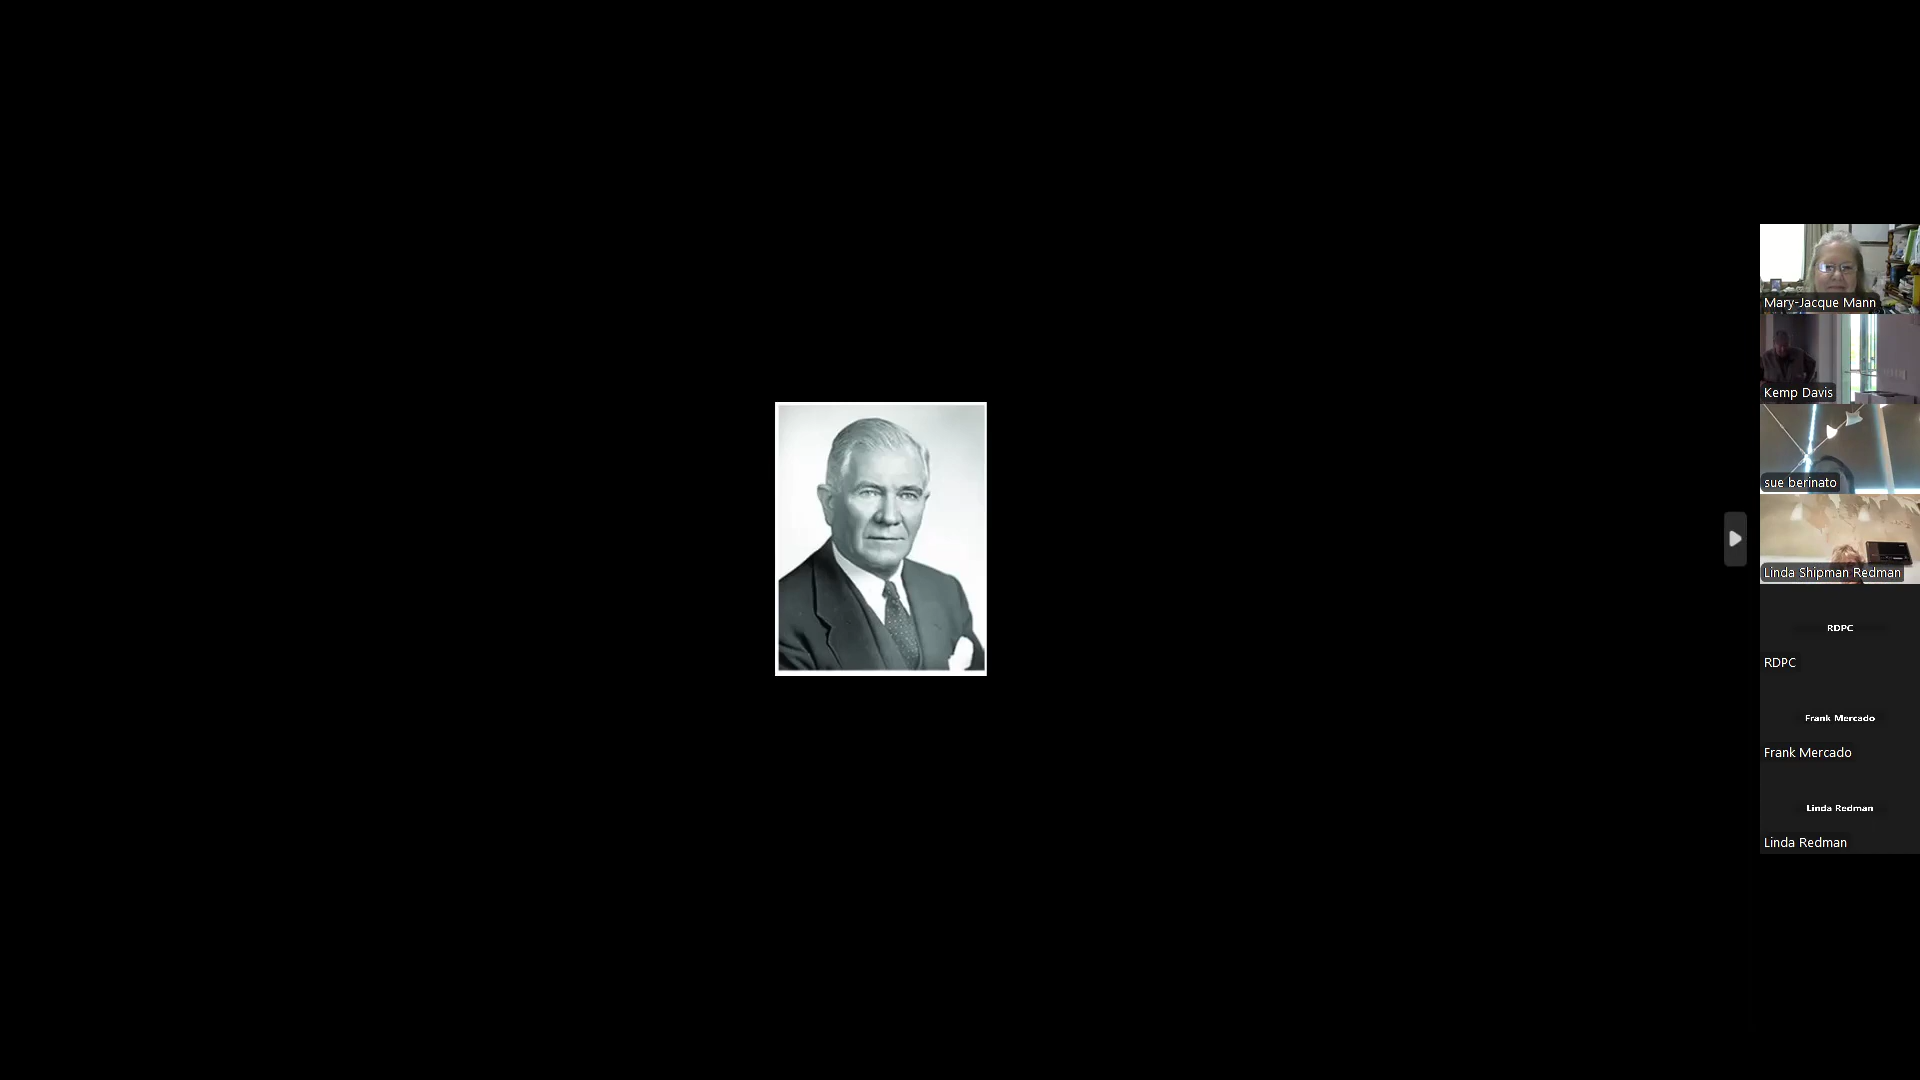 Mary-Jacque Mann
Kemp Davis
sue berinato
Linda Shipman Redman
RDPC
RDPC
Frank Mercado
Frank Mercado
Linda Redman
Linda Redman